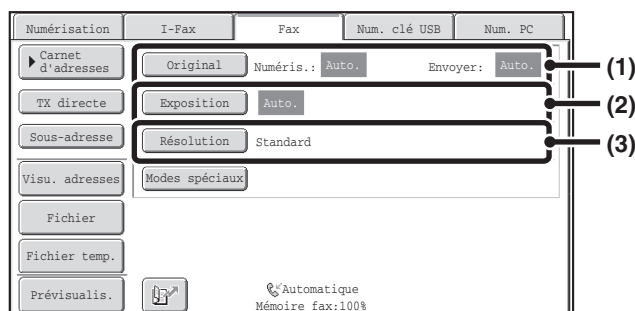 Numérisation I-Fax Fax Num. clé USB Num. PC
Carnet d'adresses
Original Numéris.: Auto. Envoyer: Auto. (1)
TX directe
Exposition Auto. (2)
Sous-adresse
Résolution Standard (3)
Visu. adresses
Modes spéciaux
Fichier
Fichier temp.
Prévisualis.
Automatique
Mémoire fax:100%